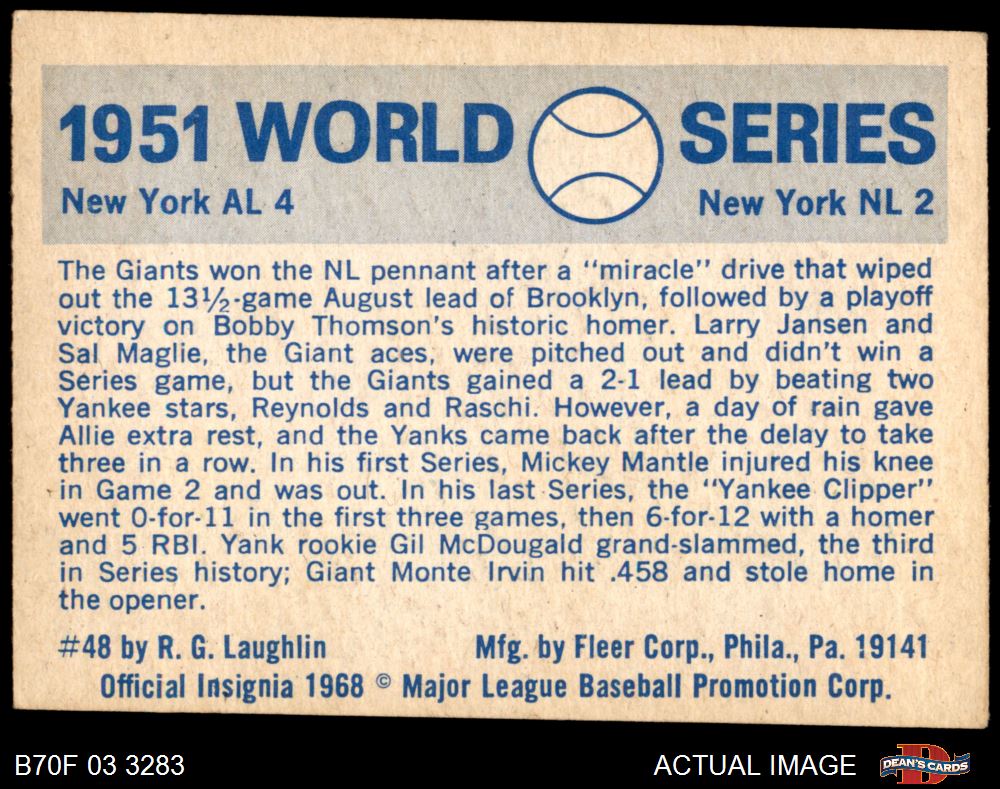 1951 WORLD SERIES
New York AL 4 New York NL 2
The Giants won the NL pennant after a "miracle" drive that wiped
out the 13½-game August lead of Brooklyn, followed by a playoff
victory on Bobby Thomson's historic homer. Larry Jansen and
Sal Maglie, the Giant aces, were pitched out and didn't win a
Series game, but the Giants gained a 2-1 lead by beating two
Yankee stars, Reynolds and Raschi. However, a day of rain gave
Allie extra rest, and the Yanks came back after the delay to take
three in a row. In his first Series, Mickey Mantle injured his knee
in Game 2 and was out. In his last Series, the "Yankee Clipper"
went 0-for-11 in the first three games, then 6-for-12 with a homer
and 5 RBI. Yank rookie Gil McDougald grand-slammed, the third
in Series history; Giant Monte Irvin hit .458 and stole home in
the opener.
#48 by R. G. Laughlin Mfg. by Fleer Corp., Phila., Pa. 19141
Official Insignia 1968 © Major League Baseball Promotion Corp.
B70F 03 3283 ACTUAL IMAGE DEAN'S CARDS